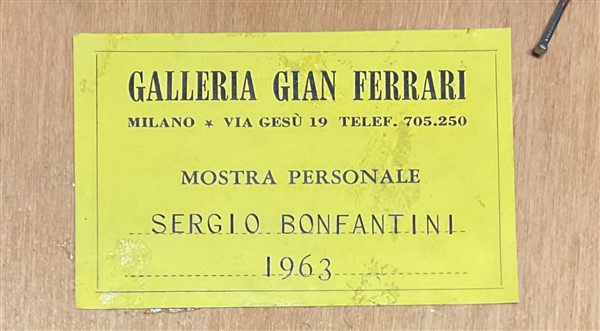 GALLERIA GIAN FERRARI
MILANO * VIA GESÙ 19 TELEF. 705.250
MOSTRA PERSONALE
SERGIO BONFANTINI
1963